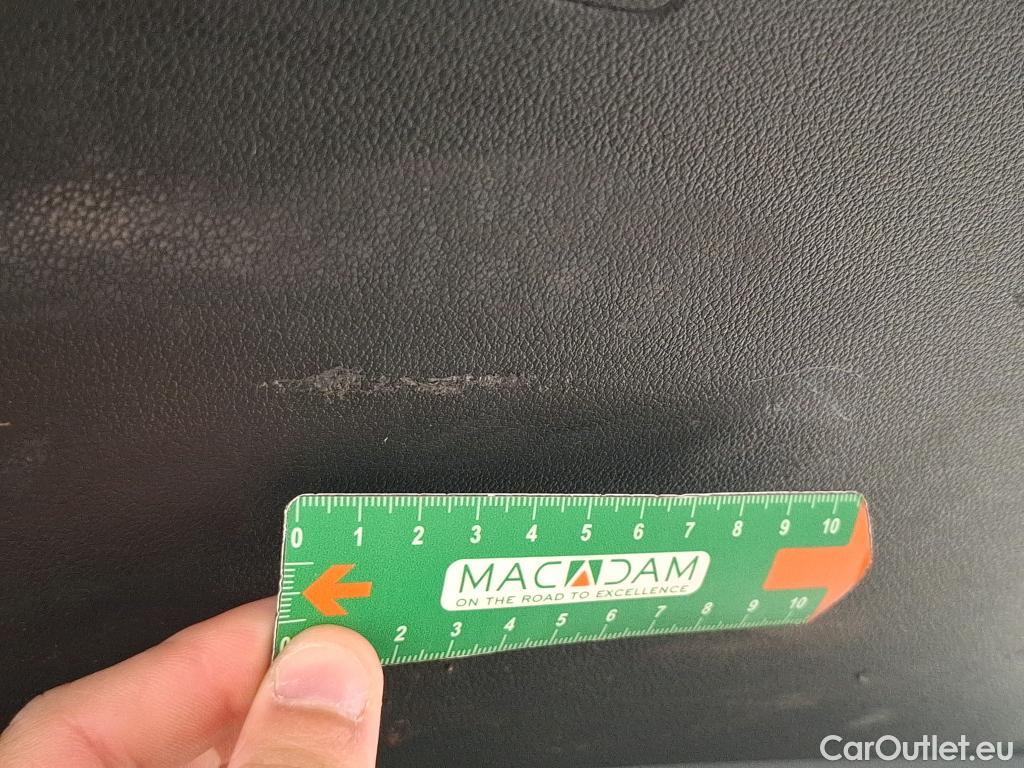 0 1 2 3 4 5 6 7 8 9 10
MACADAM
ON THE ROAD TO EXCELLENCE
2 3 4 5 6 7 8 9 10
CarOutlet.eu